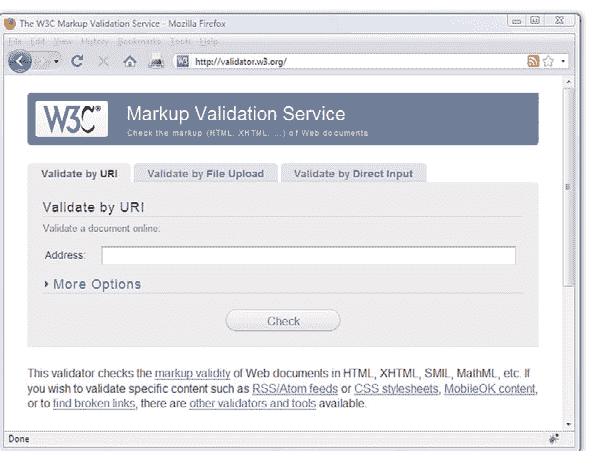 The W3C Markup Validation Service - Mozilla Firefox
File Edit View History Bookmarks Tools Help
http://validator.w3.org/
W3C® Markup Validation Service
Check the markup (HTML, XHTML, ...) of Web documents
Validate by URI Validate by File Upload Validate by Direct Input
Validate by URI
Validate a document online:
Address:
More Options
Check
This validator checks the markup validity of Web documents in HTML, XHTML, SMIL, MathML, etc. If
you wish to validate specific content such as RSS/Atom feeds or CSS stylesheets, MobileOK content,
or to find broken links, there are other validators and tools available.
Done